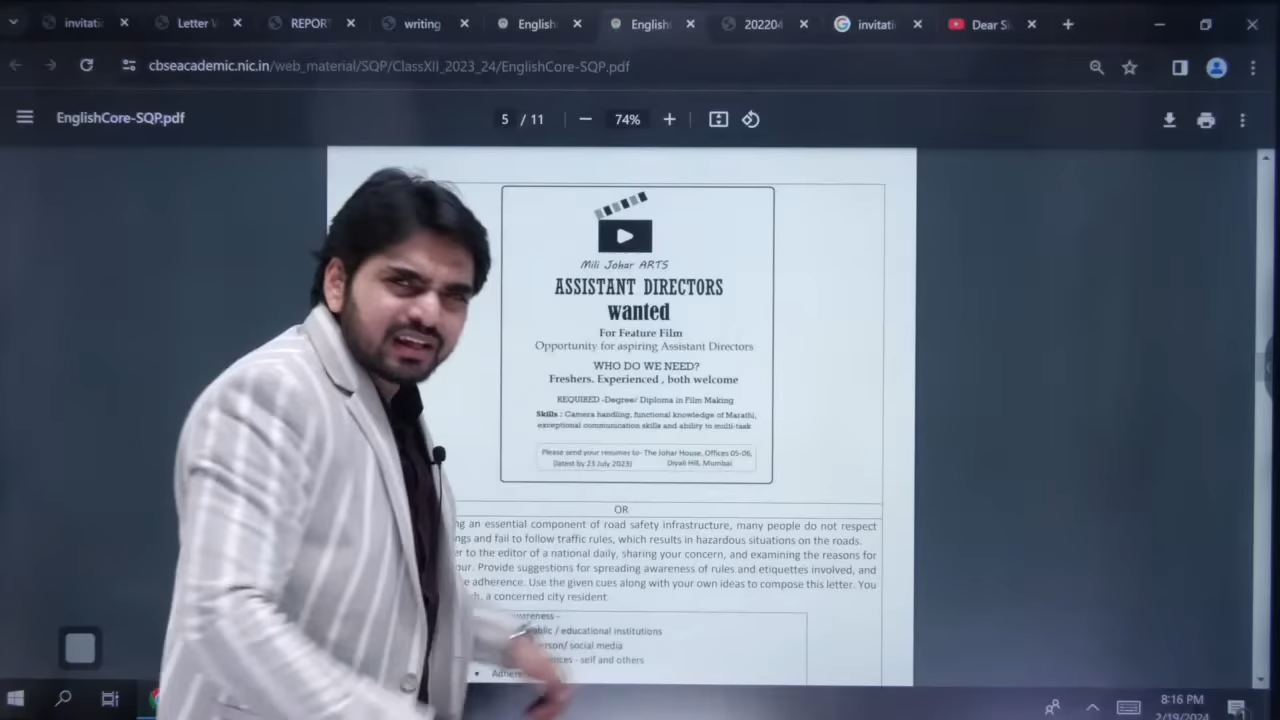 invitati
Letter
REPOR
writing
English
English
202204
invitati
Dear Si
cbseacademic.nic.in/web_material/SQP/ClassXII_2023_24/EnglishCore-SQP.pdf
EnglishCore-SQP.pdf
5 / 11
74%
Mili Johar ARTS
ASSISTANT DIRECTORS
wanted
For Feature Film
Opportunity for aspiring Assistant Directors
WHO DO WE NEED?
Freshers. Experienced , both welcome
REQUIRED -Degree/ Diploma in Film Making
Skills : Camera handling, functional knowledge of Marathi,
exceptional communication skills and ability to multi-task
Please send your resumes to- The Johar House, Offices 05-06,
(latest by 23 July 2023) Diyali Hill, Mumbai
OR
ng an essential component of road safety infrastructure, many people do not respect
ngs and fail to follow traffic rules, which results in hazardous situations on the roads.
er to the editor of a national daily, sharing your concern, and examining the reasons for
our. Provide suggestions for spreading awareness of rules and etiquettes involved, and
e adherence. Use the given cues along with your own ideas to compose this letter. You
h, a concerned city resident
wareness -
public / educational institutions
erson/ social media
nces - self and others
Adhere
8:16 PM
2/19/2024